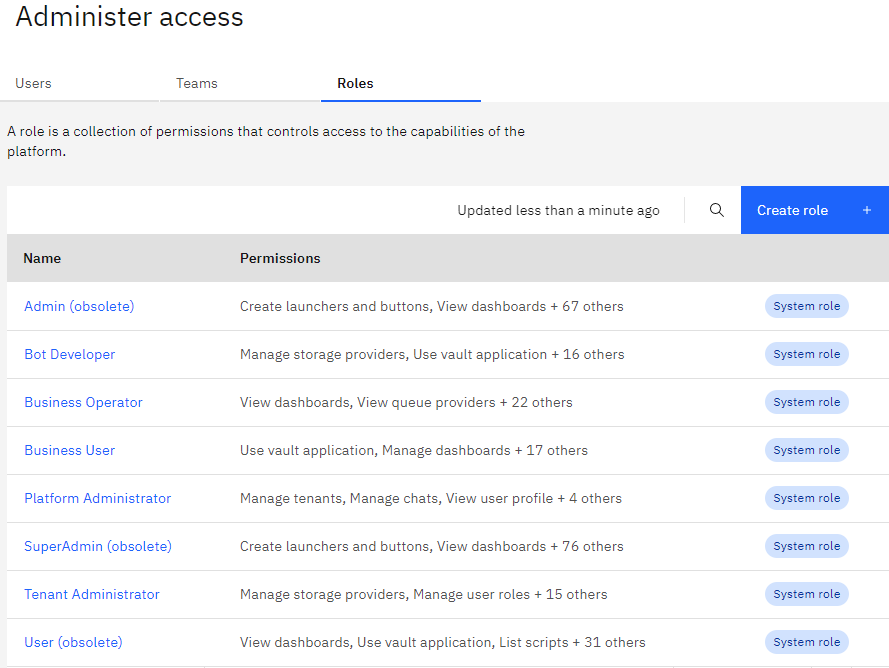 Administer access
Users Teams Roles
A role is a collection of permissions that controls access to the capabilities of the
platform.
Updated less than a minute ago Create role +
Name Permissions
Admin (obsolete) Create launchers and buttons, View dashboards + 67 others System role
Bot Developer Manage storage providers, Use vault application + 16 others System role
Business Operator View dashboards, View queue providers + 22 others System role
Business User Use vault application, Manage dashboards + 17 others System role
Platform Administrator Manage tenants, Manage chats, View user profile + 4 others System role
SuperAdmin (obsolete) Create launchers and buttons, View dashboards + 76 others System role
Tenant Administrator Manage storage providers, Manage user roles + 15 others System role
User (obsolete) View dashboards, Use vault application, List scripts + 31 others System role